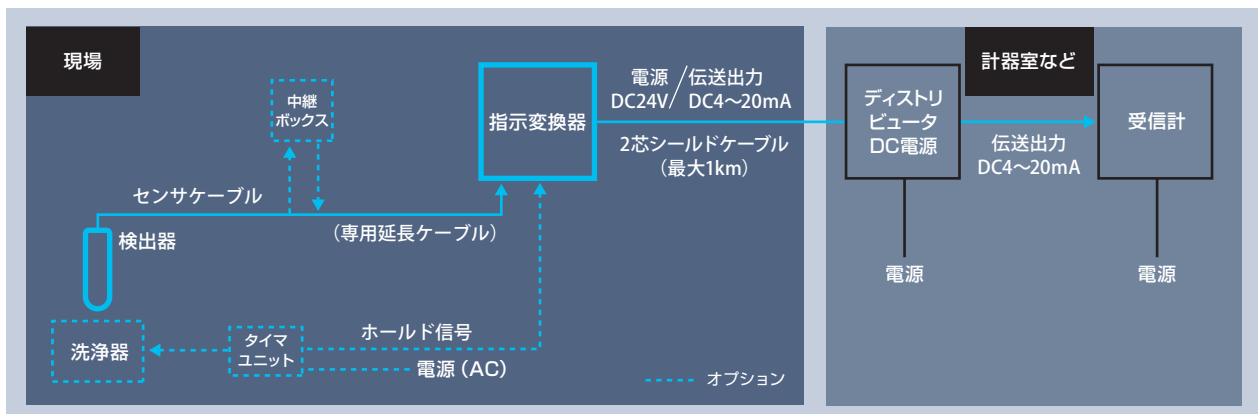 現場
計器室など
中継
ボックス
指示変換器
電源/伝送出力
DC24V/DC4〜20mA
2芯シールドケーブル
（最大1km）
ディストリ
ビュータ
DC電源
受信計
伝送出力
DC4〜20mA
センサケーブル
（専用延長ケーブル）
検出器
電源
電源
洗浄器
タイマ
ユニット
ホールド信号
電源（AC）
オプション